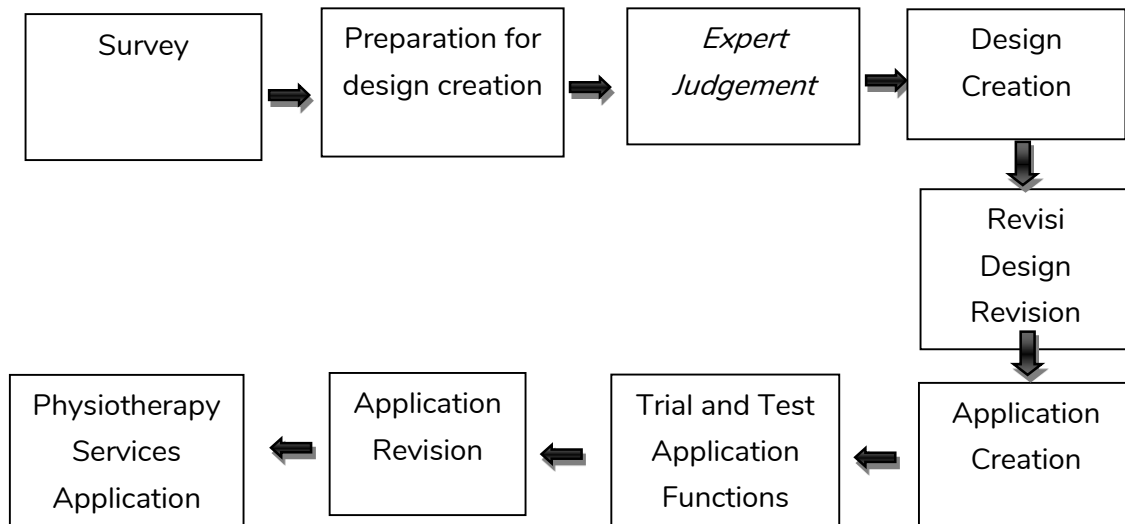 Survey
Preparation for
design creation
Expert
Judgement
Design
Creation
Revisi
Design
Revision
Application
Creation
Trial and Test
Application
Functions
Application
Revision
Physiotherapy
Services
Application